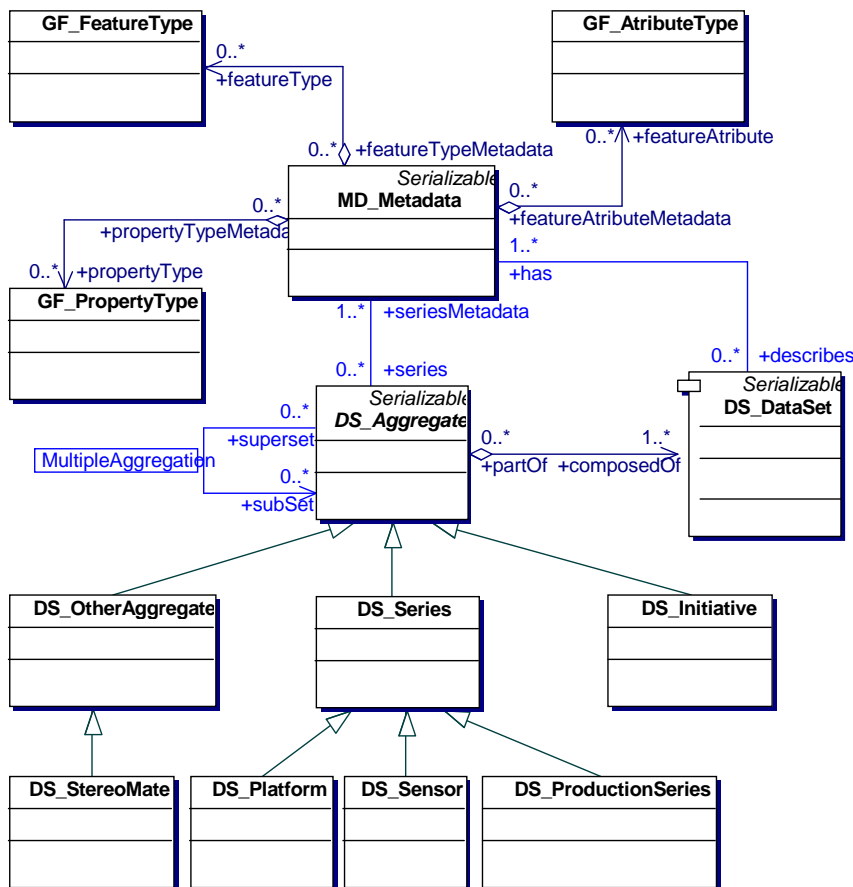 GF_FeatureType
GF_AtributeType
0..*
+featureType
0..* +featureTypeMetadata
0..* +featureAtribute
Serializable
MD_Metadata
0..*
+propertyTypeMetada
0..*
+featureAtributeMetadata
1..*
+has
0..* +propertyType
GF_PropertyType
1..* +seriesMetadata
0..* +series
0..* +describes
Serializable
DS_Aggregate
Serializable
DS_DataSet
0..*
+superset
MultipleAggregation
0..*
+subSet
0..*
+partOf
1..*
+composedOf
DS_OtherAggregate
DS_Series
DS_Initiative
DS_StereoMate
DS_Platform
DS_Sensor
DS_ProductionSeries